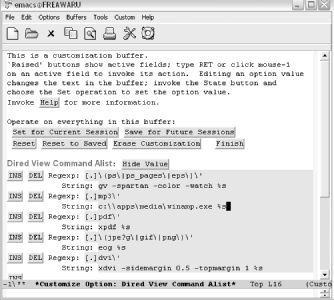 emacs@FREAWARU
File Edit Options Buffers Tools Custom Help
This is a customization buffer.
`Raised' buttons show active fields; type RET or click mouse-1
on an active field to invoke its action.  Editing an option value
changes the text in the buffer; invoke the State button and
choose the Set operation to set the option value.
Invoke Help for more information.
Operate on everything in this buffer:
Set for Current Session Save for Future Sessions
Reset Reset to Saved Erase Customization Finish
Dired View Command Alist: Hide Value
INS DEL Regexp: [.]\(ps\|ps_pages\|eps\)\'
String: gv -spartan -color -watch %s
INS DEL Regexp: [.]mp3\'
String: c:\\apps\media\winamp.exe %s
INS DEL Regexp: [.]pdf\'
String: xpdf %s
INS DEL Regexp: [.]\(jpe?g\|gif\|png\)\'
String: eog %s
INS DEL Regexp: [.]dvi\'
String: xdvi -sidemargin 0.5 -topmargin 1 %s
-1\** *Customize Option: Dired View Command Alist* Top L16 (Custo